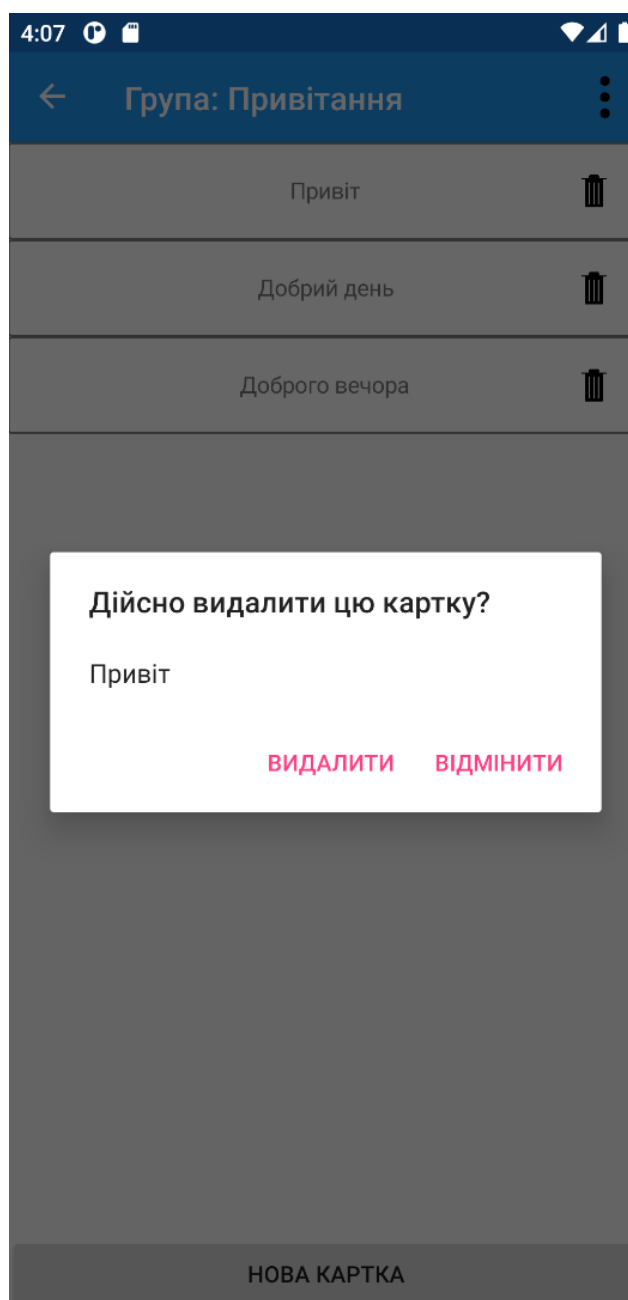 4:07
Група: Привітання
Привіт
Добрий день
Доброго вечора
Дійсно видалити цю картку?
Привіт
ВИДАЛИТИ ВІДМІНИТИ
НОВА КАРТКА